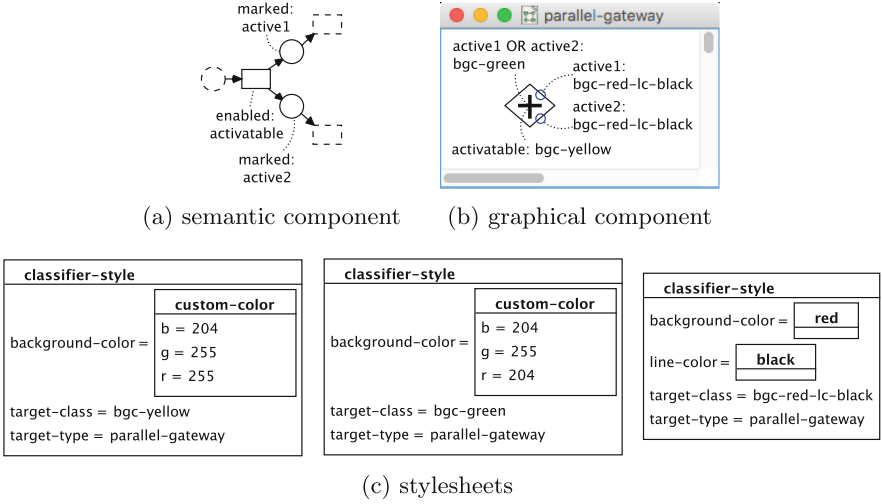 marked:
active1
enabled:
activatable
marked:
active2
(a) semantic component
parallel-gateway
active1 OR active2:
bgc-green
active1:
bgc-red-lc-black
active2:
bgc-red-lc-black
activatable: bgc-yellow
(b) graphical component
classifier-style
background-color =
custom-color
b = 204
g = 255
r = 255
target-class = bgc-yellow
target-type = parallel-gateway
classifier-style
background-color =
custom-color
b = 204
g = 255
r = 204
target-class = bgc-green
target-type = parallel-gateway
classifier-style
background-color = red
line-color = black
target-class = bgc-red-lc-black
target-type = parallel-gateway
(c) stylesheets